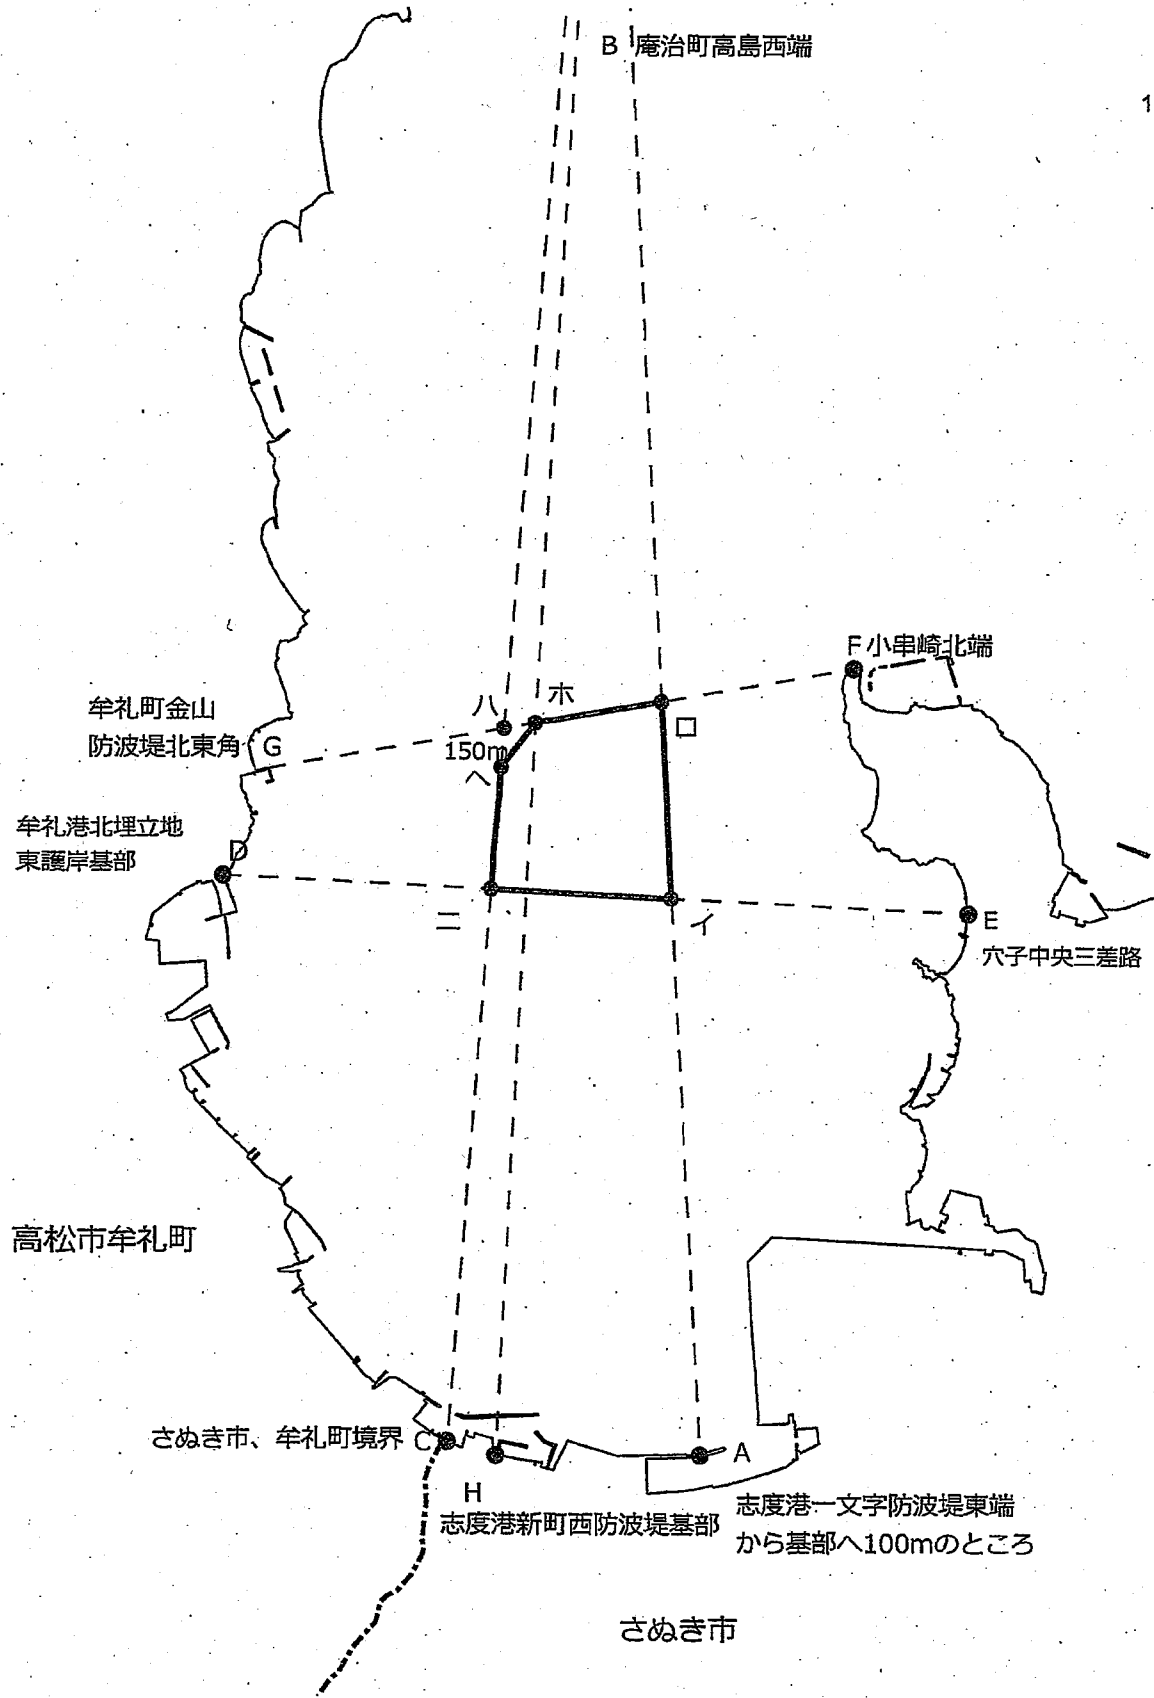 B 庵治町高島西端
1
F 小串崎北端
牟礼町金山
防波堤北東角 G
ハ
ホ
ロ
150m
ヘ
牟礼港北埋立地
東護岸基部
D
ニ
イ
E
穴子中央三差路
高松市牟礼町
さぬき市、牟礼町境界 C
A
H
志度港新町西防波堤基部
志度港一文字防波堤東端
から基部へ100mのところ
さぬき市